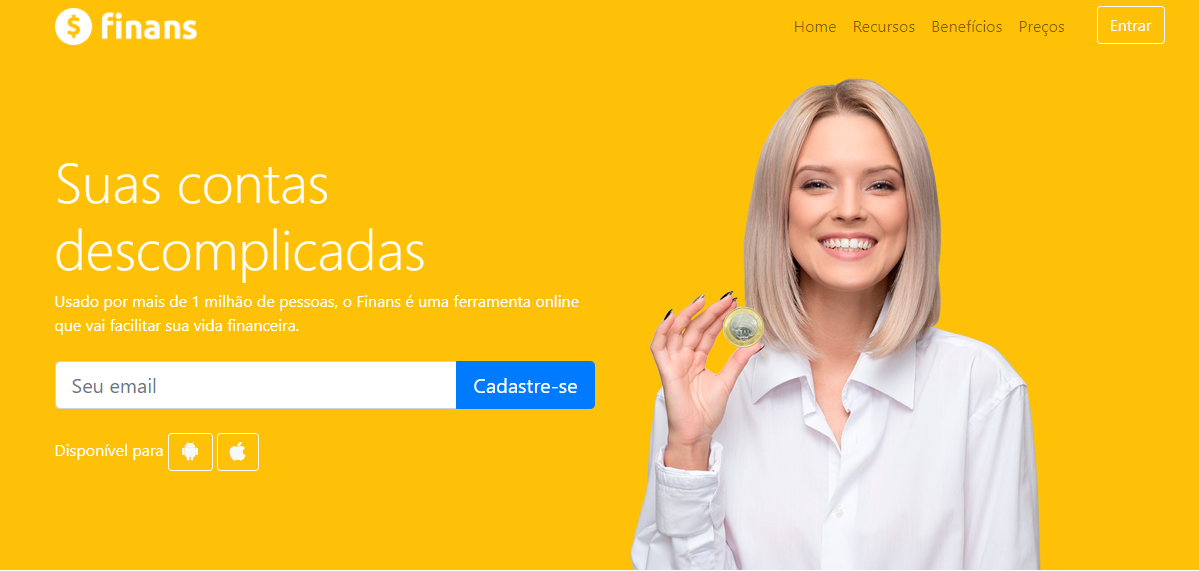 finans
Home Recursos Benefícios Preços Entrar
Suas contas
descomplicadas
Usado por mais de 1 milhão de pessoas, o Finans é uma ferramenta online
que vai facilitar sua vida financeira.
Seu email Cadastre-se
Disponível para